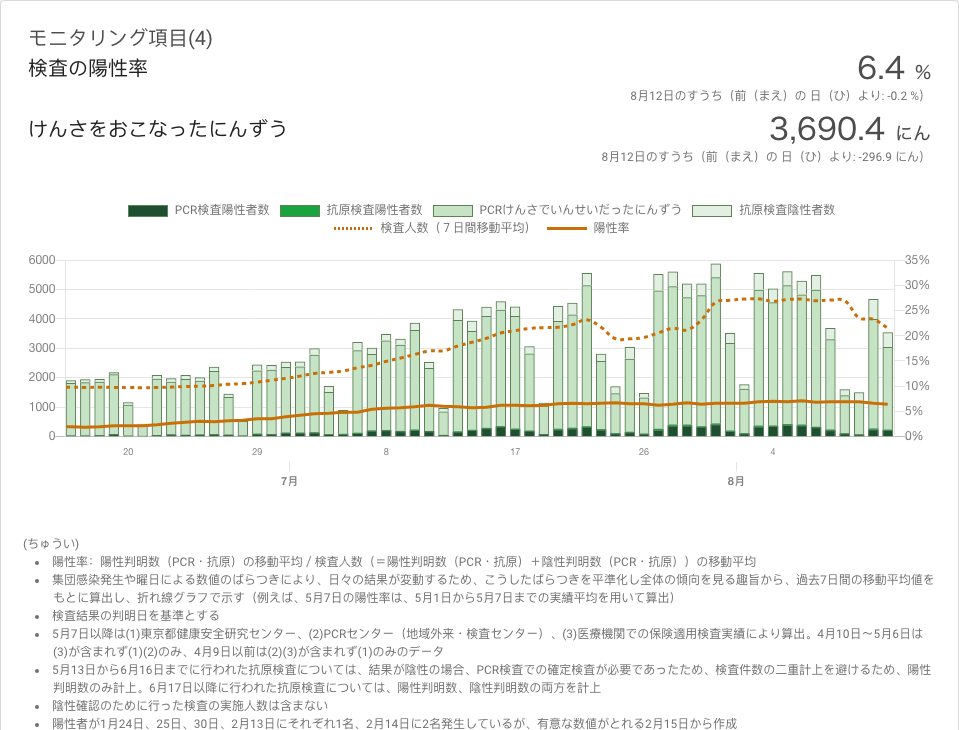 モニタリング項目(4)
検査の陽性率
6.4 %
8月12日のすうち（前（まえ）の 日（ひ）より: -0.2 %）
けんさをおこなったにんずう
3,690.4 にん
8月12日のすうち（前（まえ）の 日（ひ）より: -296.9 にん）
PCR検査陽性者数 抗原検査陽性者数 PCRけんさでいんせいだったにんずう 抗原検査陰性者数
検査人数（７日間移動平均） 陽性率
6000 35%
5000 30%
4000 25%
3000 20%
2000 15%
1000 10%
0 5%
0%
20 29 8 17 26 4
7月 8月
(ちゅうい)
陽性率：陽性判明数（PCR・抗原）の移動平均 / 検査人数（＝陽性判明数（PCR・抗原）＋陰性判明数（PCR・抗原））の移動平均
集団感染発生や曜日による数値のばらつきにより、日々の結果が変動するため、こうしたばらつきを平準化し全体の傾向を見る趣旨から、過去7日間の移動平均値を
もとに算出し、折れ線グラフで示す（例えば、5月7日の陽性率は、5月1日から5月7日までの実績平均を用いて算出）
検査結果の判明日を基準とする
5月7日以降は(1)東京都健康安全研究センター、(2)PCRセンター（地域外来・検査センター）、(3)医療機関での保険適用検査実績により算出。4月10日～5月6日は
(3)が含まれず(1)(2)のみ、4月9日以前は(2)(3)が含まれず(1)のみのデータ
5月13日から6月16日までに行われた抗原検査については、結果が陰性の場合、PCR検査での確定検査が必要であったため、検査件数の二重計上を避けるため、陽性
判明数のみ計上。6月17日以降に行われた抗原検査については、陽性判明数、陰性判明数の両方を計上
陰性確認のために行った検査の実施人数は含まない
陽性者が1月24日、25日、30日、2月13日にそれぞれ1名、2月14日に2名発生しているが、有意な数値がとれる2月15日から作成